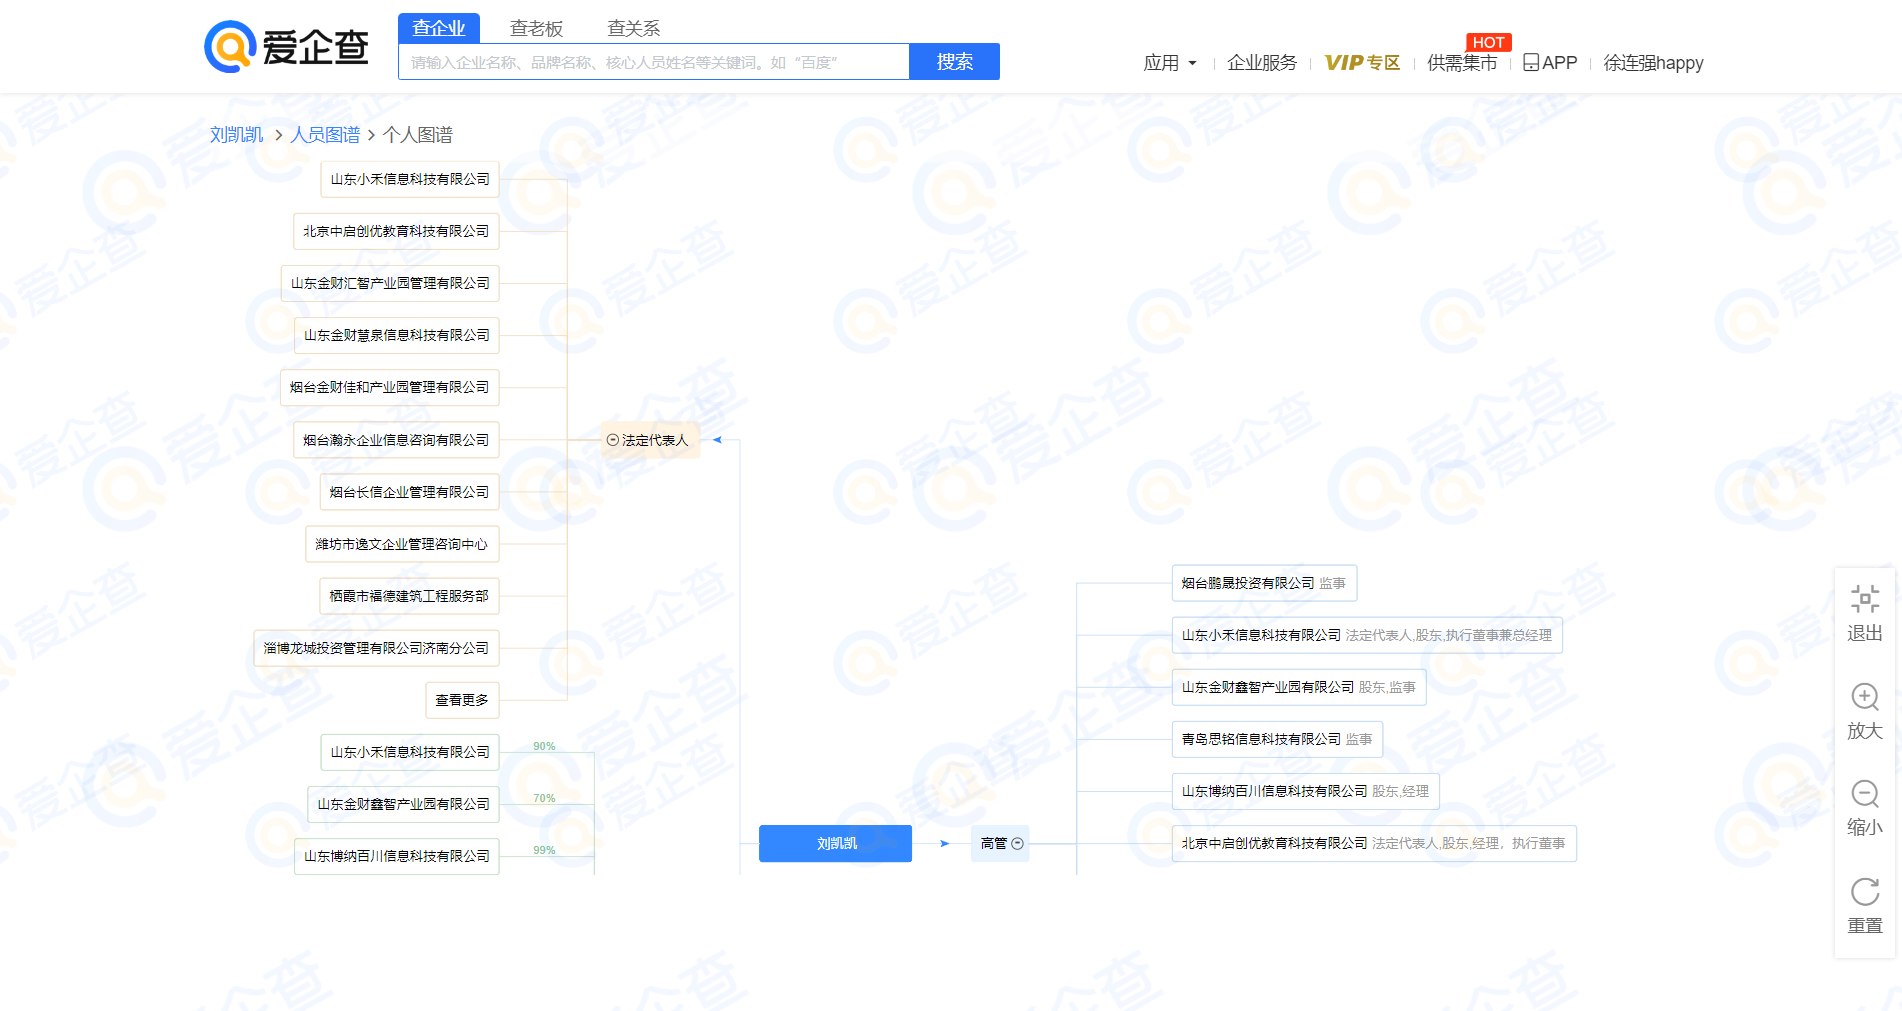 爱企查
查企业 查老板 查关系
请输入企业名称、品牌名称、核心人员姓名等关键词。如“百度”
搜索
应用 企业服务 VIP专区 供需集市 HOT APP 徐连强happy
刘凯凯 > 人员图谱 > 个人图谱
山东小禾信息科技有限公司
北京中启创优教育科技有限公司
山东金财汇智产业园管理有限公司
山东金财慧泉信息科技有限公司
烟台金财佳和产业园管理有限公司
烟台瀚永企业信息咨询有限公司
烟台长信企业管理有限公司
潍坊市逸文企业管理咨询中心
栖霞市福德建筑工程服务部
淄博龙城投资管理有限公司济南分公司
查看更多
法定代表人
山东小禾信息科技有限公司 90%
山东金财鑫智产业园有限公司 70%
山东博纳百川信息科技有限公司 99%
刘凯凯
高管
烟台鹏晟投资有限公司 监事
山东小禾信息科技有限公司 法定代表人,股东,执行董事兼总经理
山东金财鑫智产业园有限公司 股东,监事
青岛思铭信息科技有限公司 监事
山东博纳百川信息科技有限公司 股东,经理
北京中启创优教育科技有限公司 法定代表人,股东,经理，执行董事
退出
放大
缩小
重置